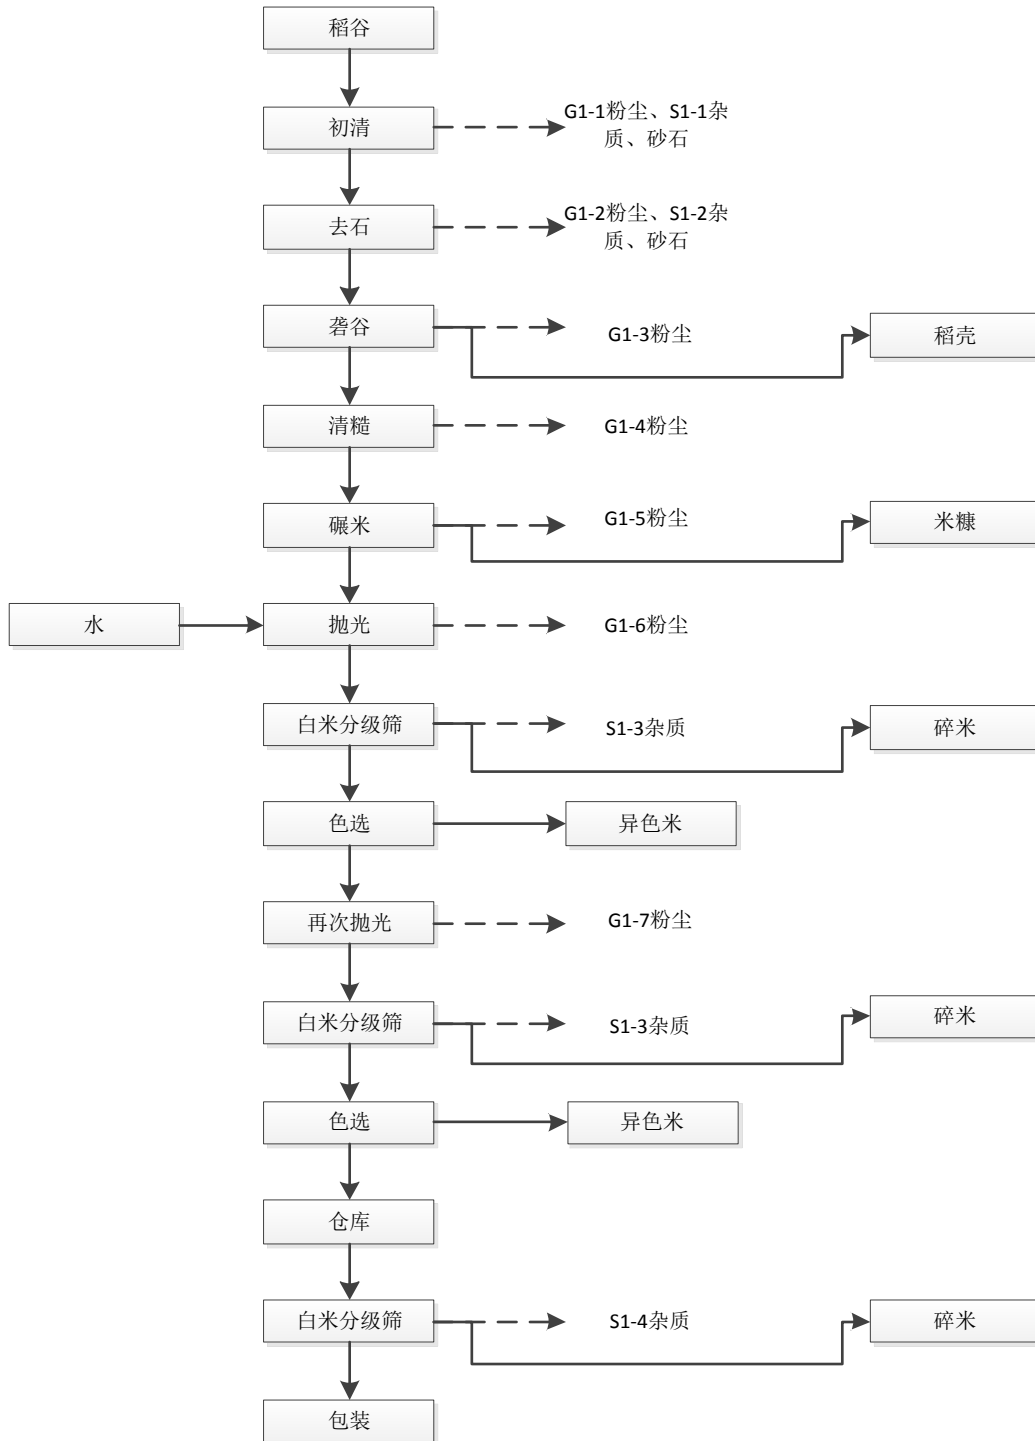 稻谷
初清
G1-1粉尘、S1-1杂
质、砂石
去石
G1-2粉尘、S1-2杂
质、砂石
砻谷
G1-3粉尘
稻壳
清糙
G1-4粉尘
碾米
G1-5粉尘
米糠
水
抛光
G1-6粉尘
白米分级筛
S1-3杂质
碎米
色选
异色米
再次抛光
G1-7粉尘
白米分级筛
S1-3杂质
碎米
色选
异色米
仓库
白米分级筛
S1-4杂质
碎米
包装